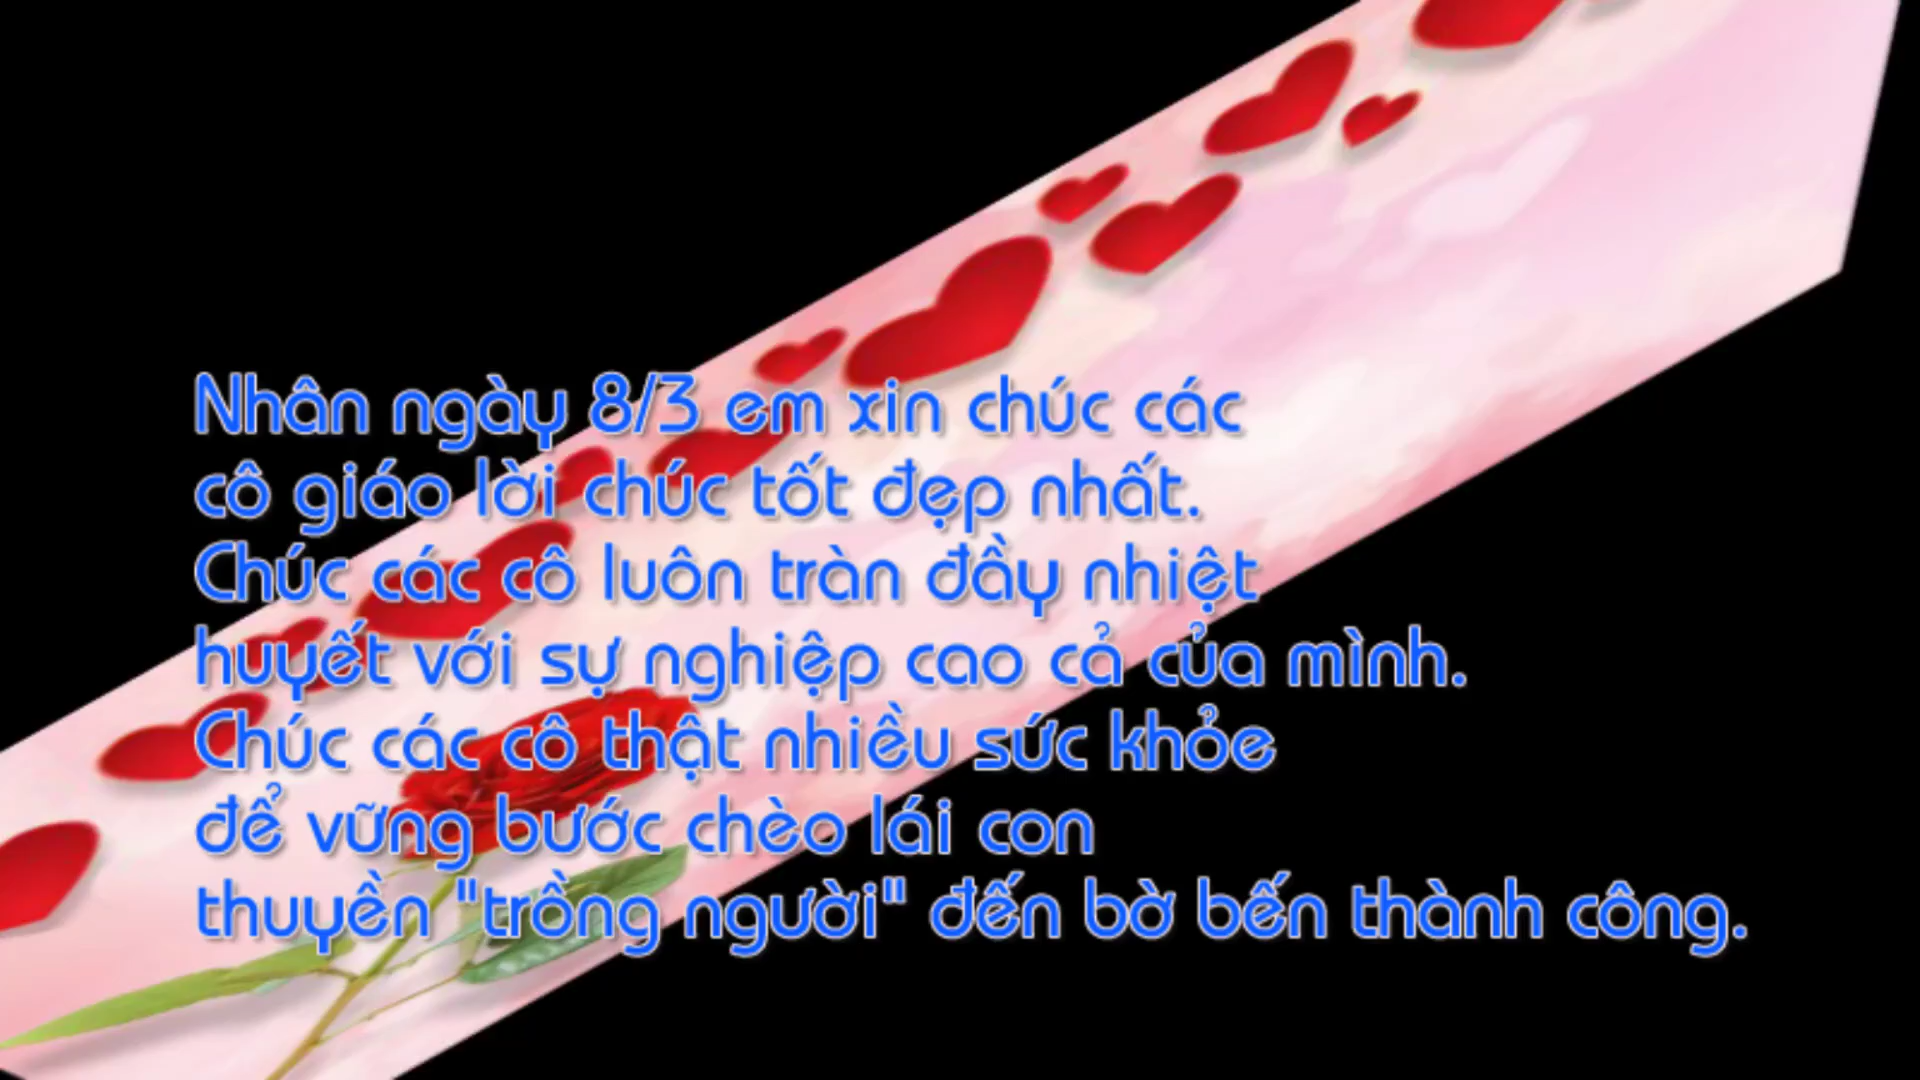 Nhân ngày 8/3 em xin chúc các
cô giáo lời chúc tốt đẹp nhất.
Chúc các cô luôn tràn đầy nhiệt
huyết với sự nghiệp cao cả của mình.
Chúc các cô thật nhiều sức khỏe
để vững bước chèo lái con
thuyền "trồng người" đến bờ bến thành công.